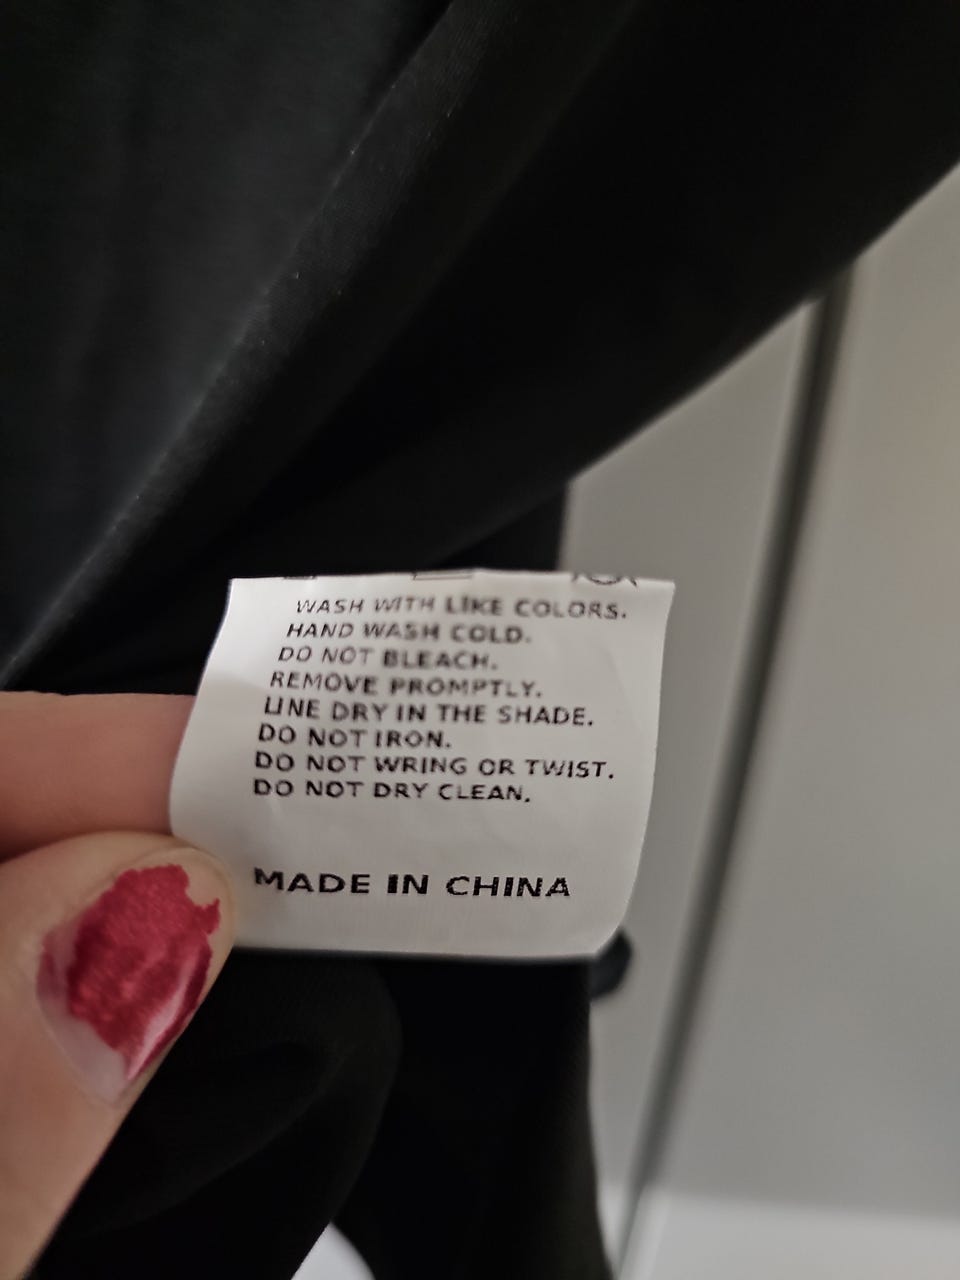 WASH WITH LIKE COLORS.
HAND WASH COLD.
DO NOT BLEACH.
REMOVE PROMPTLY.
LINE DRY IN THE SHADE.
DO NOT IRON.
DO NOT WRING OR TWIST.
DO NOT DRY CLEAN.
MADE IN CHINA